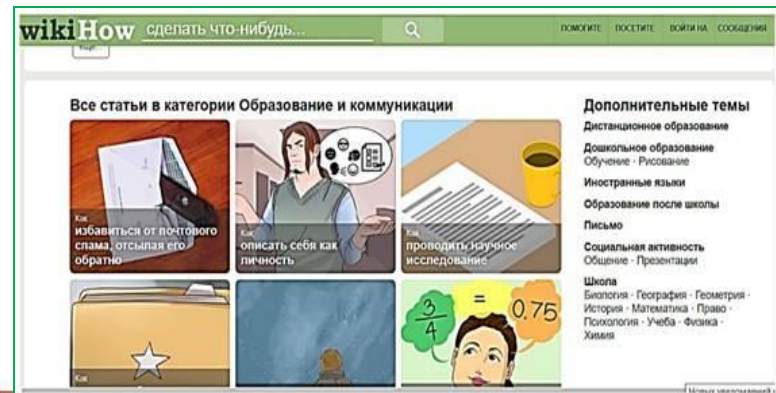 wikiHow сделать что-нибудь... ПОМОГИТЕ ПОСЕТИТЕ ВОЙТИ НА СООБЩЕНИЯ
Все статьи в категории Образование и коммуникации
Как
избавиться от почтового
спама, отсылая его
обратно
Как
описать себя как
личность
Как
проводить научное
исследование
Как
3/4 = 0.75
Дополнительные темы
Дистанционное образование
Дошкольное образование
Обучение · Рисование
Иностранные языки
Образование после школы
Письмо
Социальная активность
Общение · Презентации
Школа
Биология · География · Геометрия ·
История · Математика · Право ·
Психология · Учеба · Физика ·
Химия